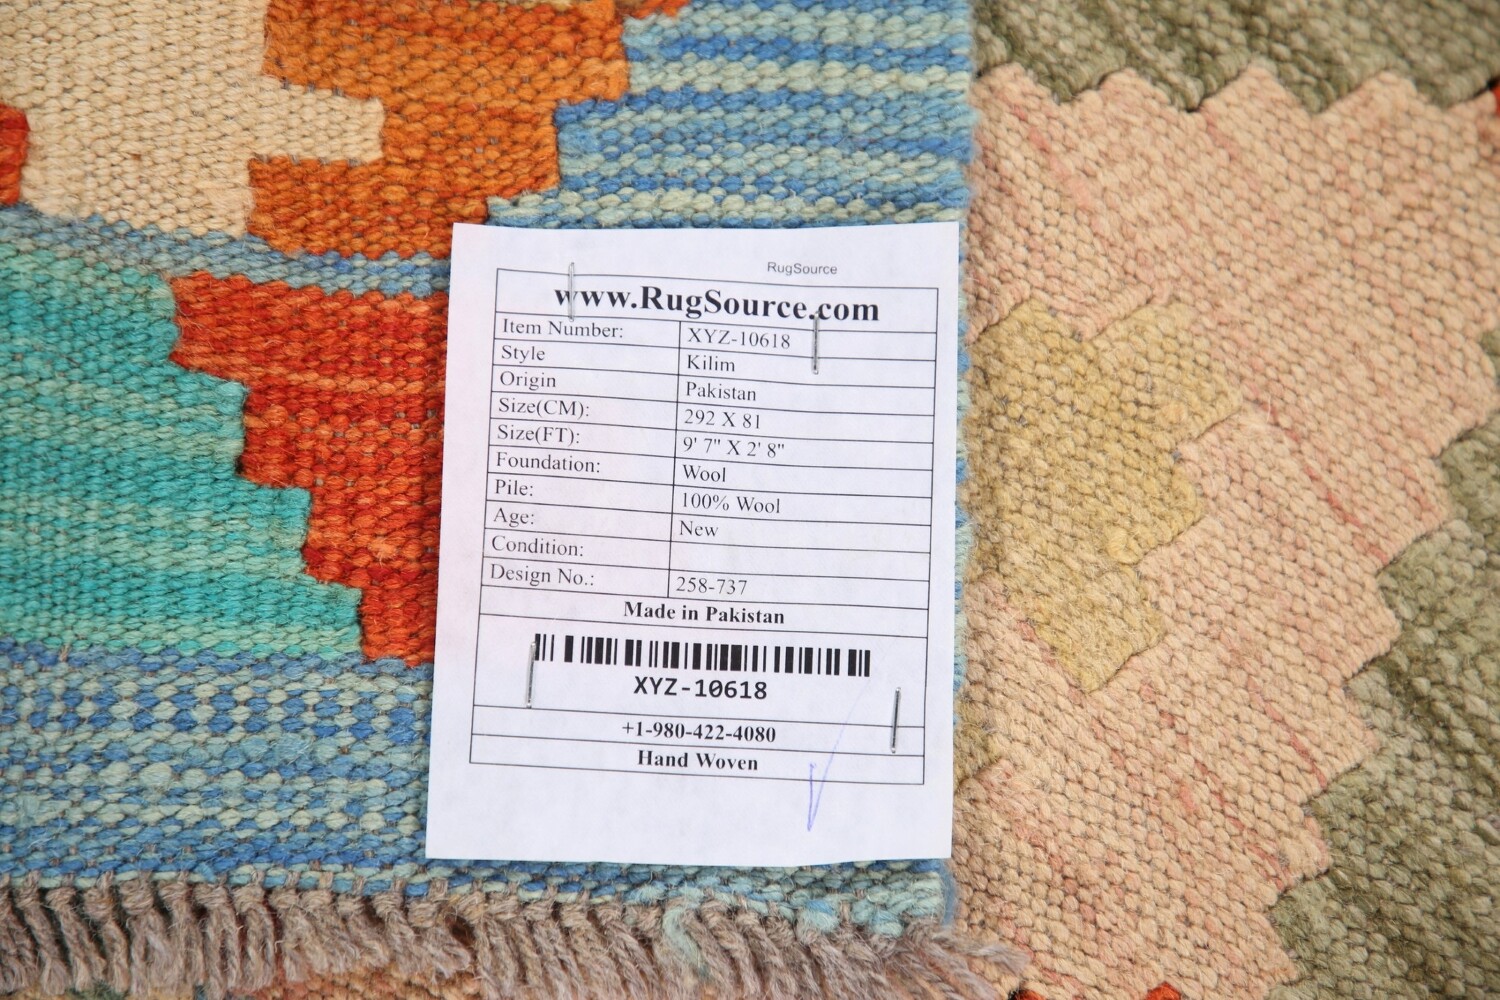 RugSource
www.RugSource.com
Item Number: XYZ-10618
Style Kilim
Origin Pakistan
Size(CM): 292 X 81
Size(FT): 9' 7" X 2' 8"
Foundation: Wool
Pile: 100% Wool
Age: New
Condition:
Design No.: 258-737
Made in Pakistan
XYZ-10618
+1-980-422-4080
Hand Woven